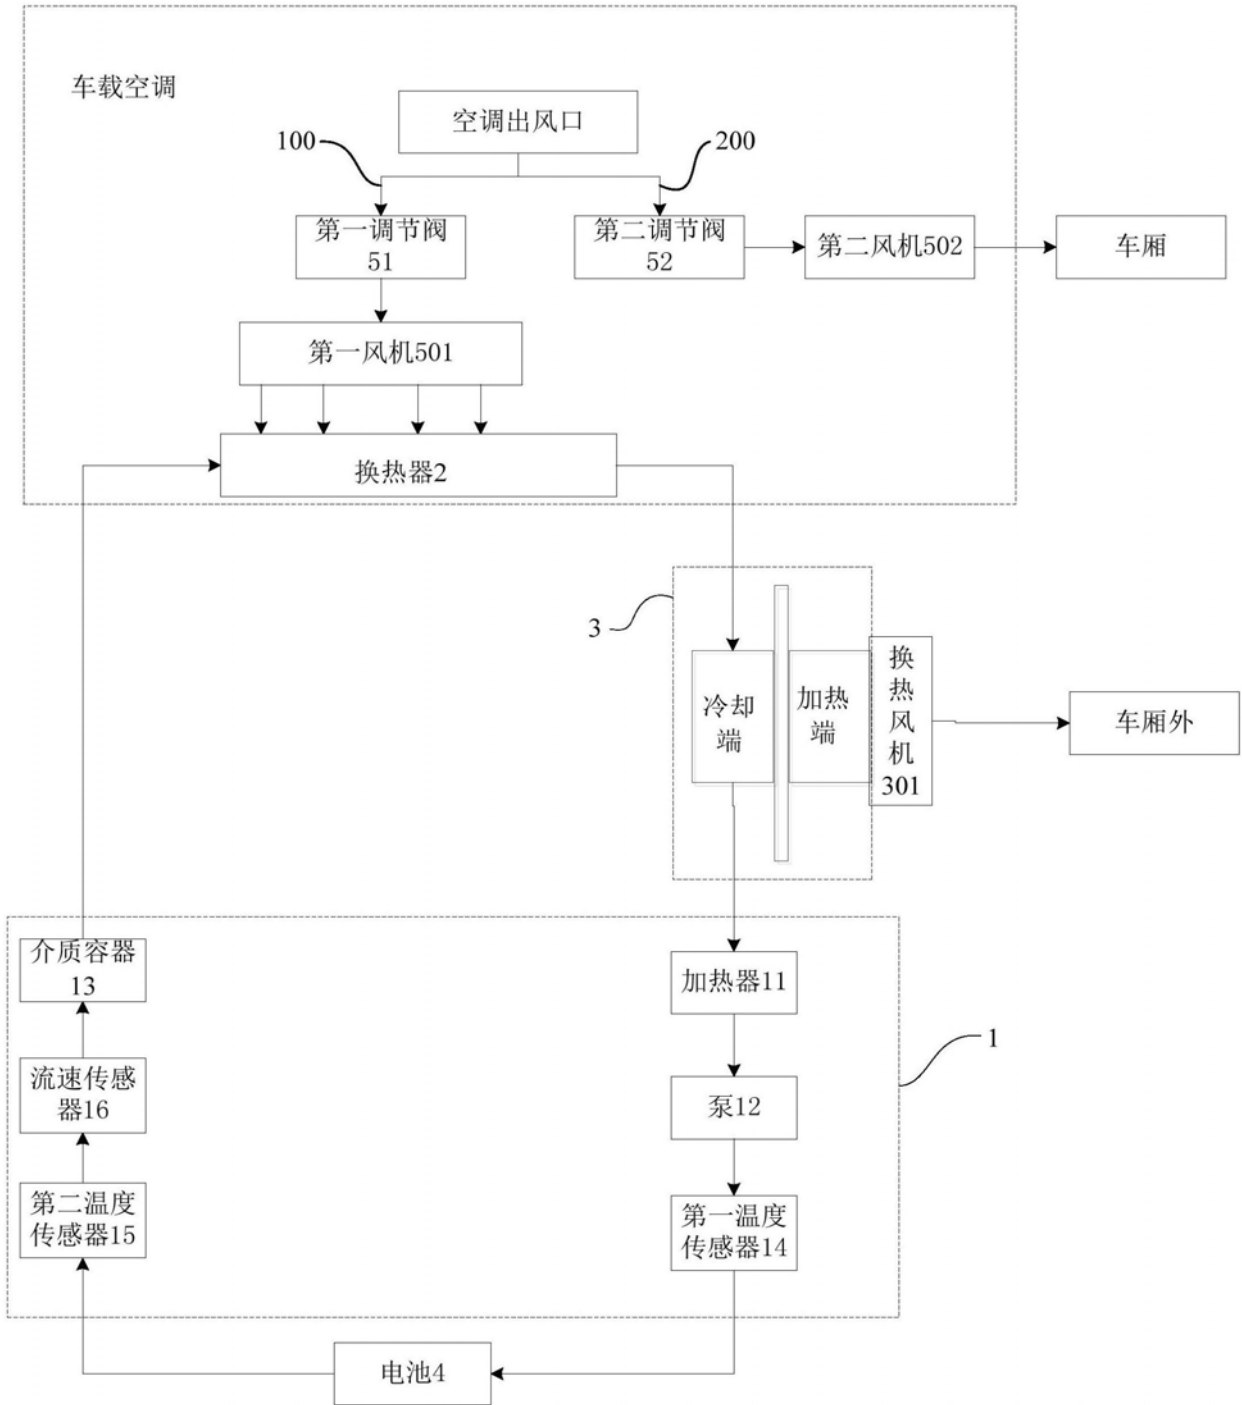 车载空调
空调出风口
100
200
第一调节阀
51
第二调节阀
52
第二风机502
车厢
第一风机501
换热器2
3
冷却
端
加热
端
换
热
风
机
301
车厢外
介质容器
13
加热器11
1
流速传感
器16
泵12
第二温度
传感器15
第一温度
传感器14
电池4